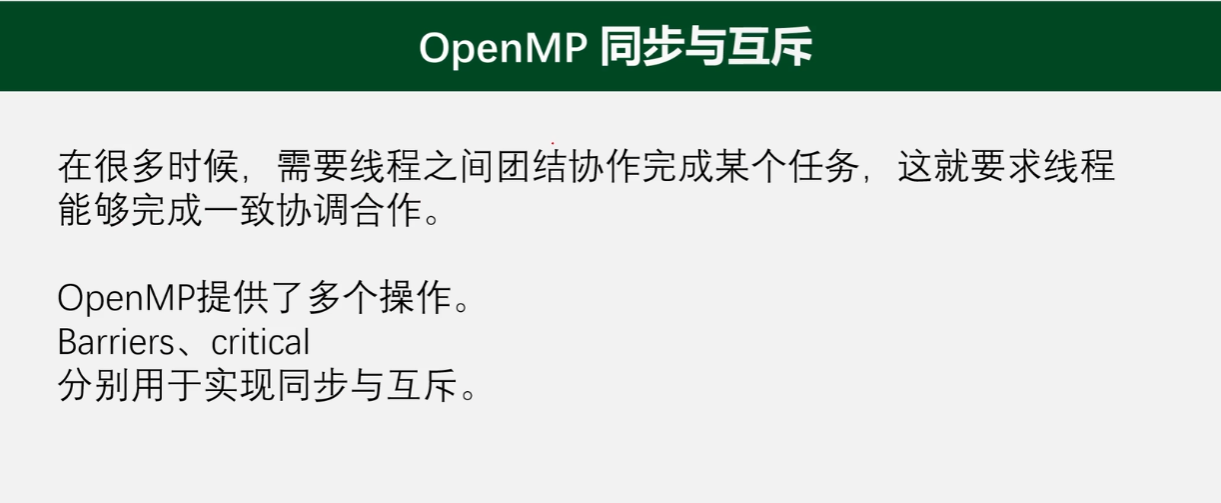 OpenMP 同步与互斥
在很多时候，需要线程之间团结协作完成某个任务，这就要求线程
能够完成一致协调合作。
OpenMP提供了多个操作。
Barriers、critical
分别用于实现同步与互斥。